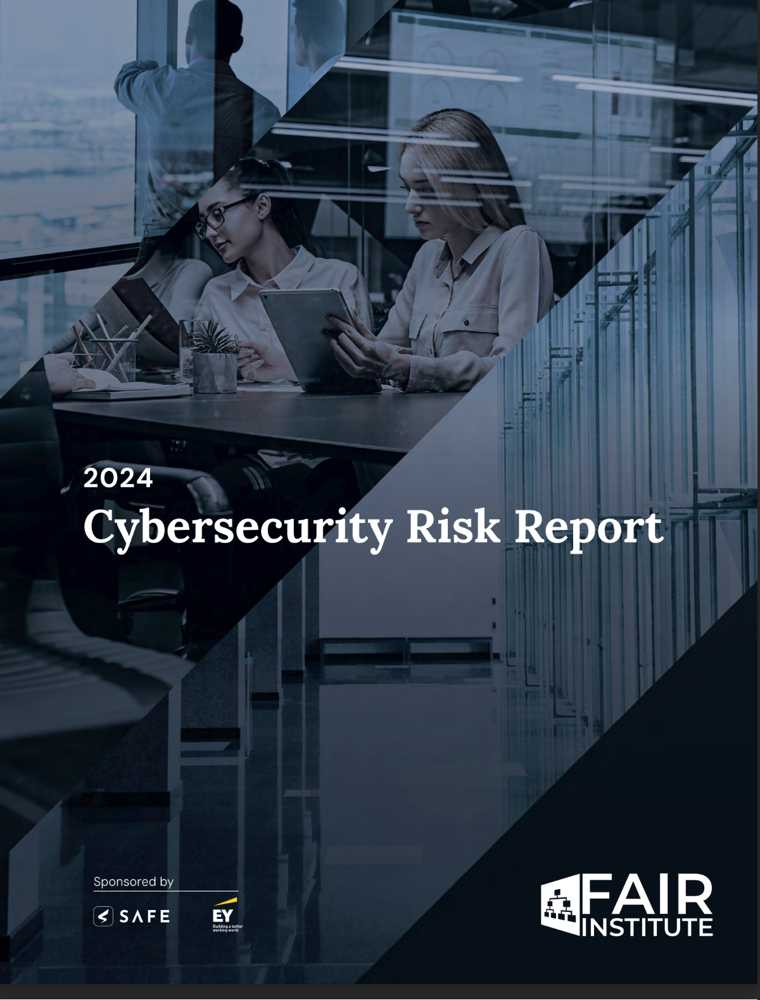 2024
Cybersecurity Risk Report
Sponsored by
SAFE
EY
Building a better
working world
FAIR
INSTITUTE